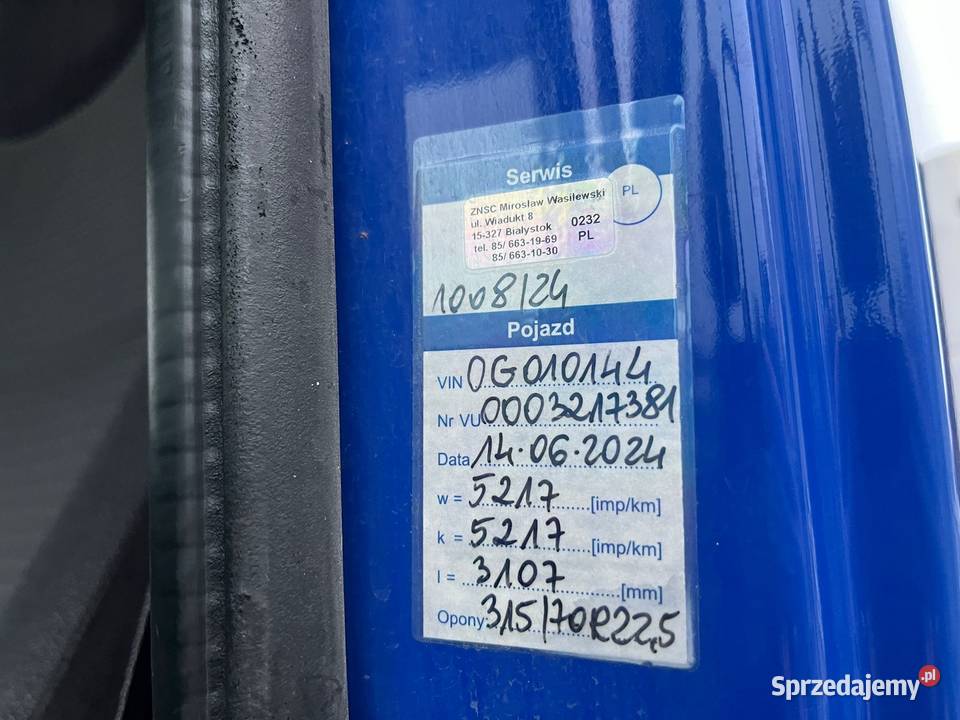 Serwis
PL
ZNSC Mirosław Wasilewski
ul. Wiadukt 8
15-327 Białystok 0232
tel. 85/ 663-19-69 PL
85/ 663-10-30
1008/24
Pojazd
VIN 0G010144
Nr VU 0003217381
Data 14.06.2024
w = 5217 [imp/km]
k = 5217 [imp/km]
l = 3107 [mm]
Opony: 315/70R22,5
Sprzedajemy.pl